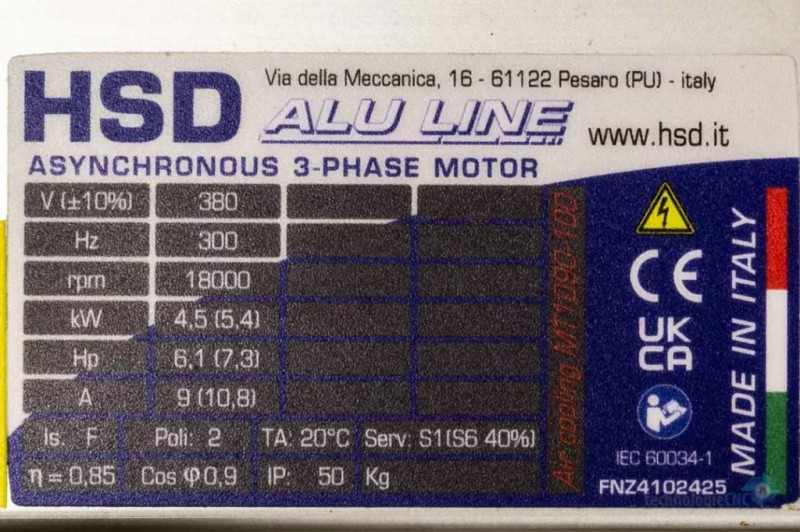 HSD
Via della Meccanica, 16 - 61122 Pesaro (PU) - italy
ALU LINE
www.hsd.it
ASYNCHRONOUS 3-PHASE MOTOR
V (±10%) 380
Hz 300
rpm 18000
kW 4,5 (5,4)
Hp 6,1 (7,3)
A 9 (10,8)
Is. F Poli: 2 TA: 20°C Serv: S1(S6 40%)
η = 0,85 Cos φ 0,9 IP: 50 Kg
Air cooling MT1090-100
CE
UK
CA
IEC 60034-1
FNZ4102425
MADE IN ITALY
TechnologieCNC